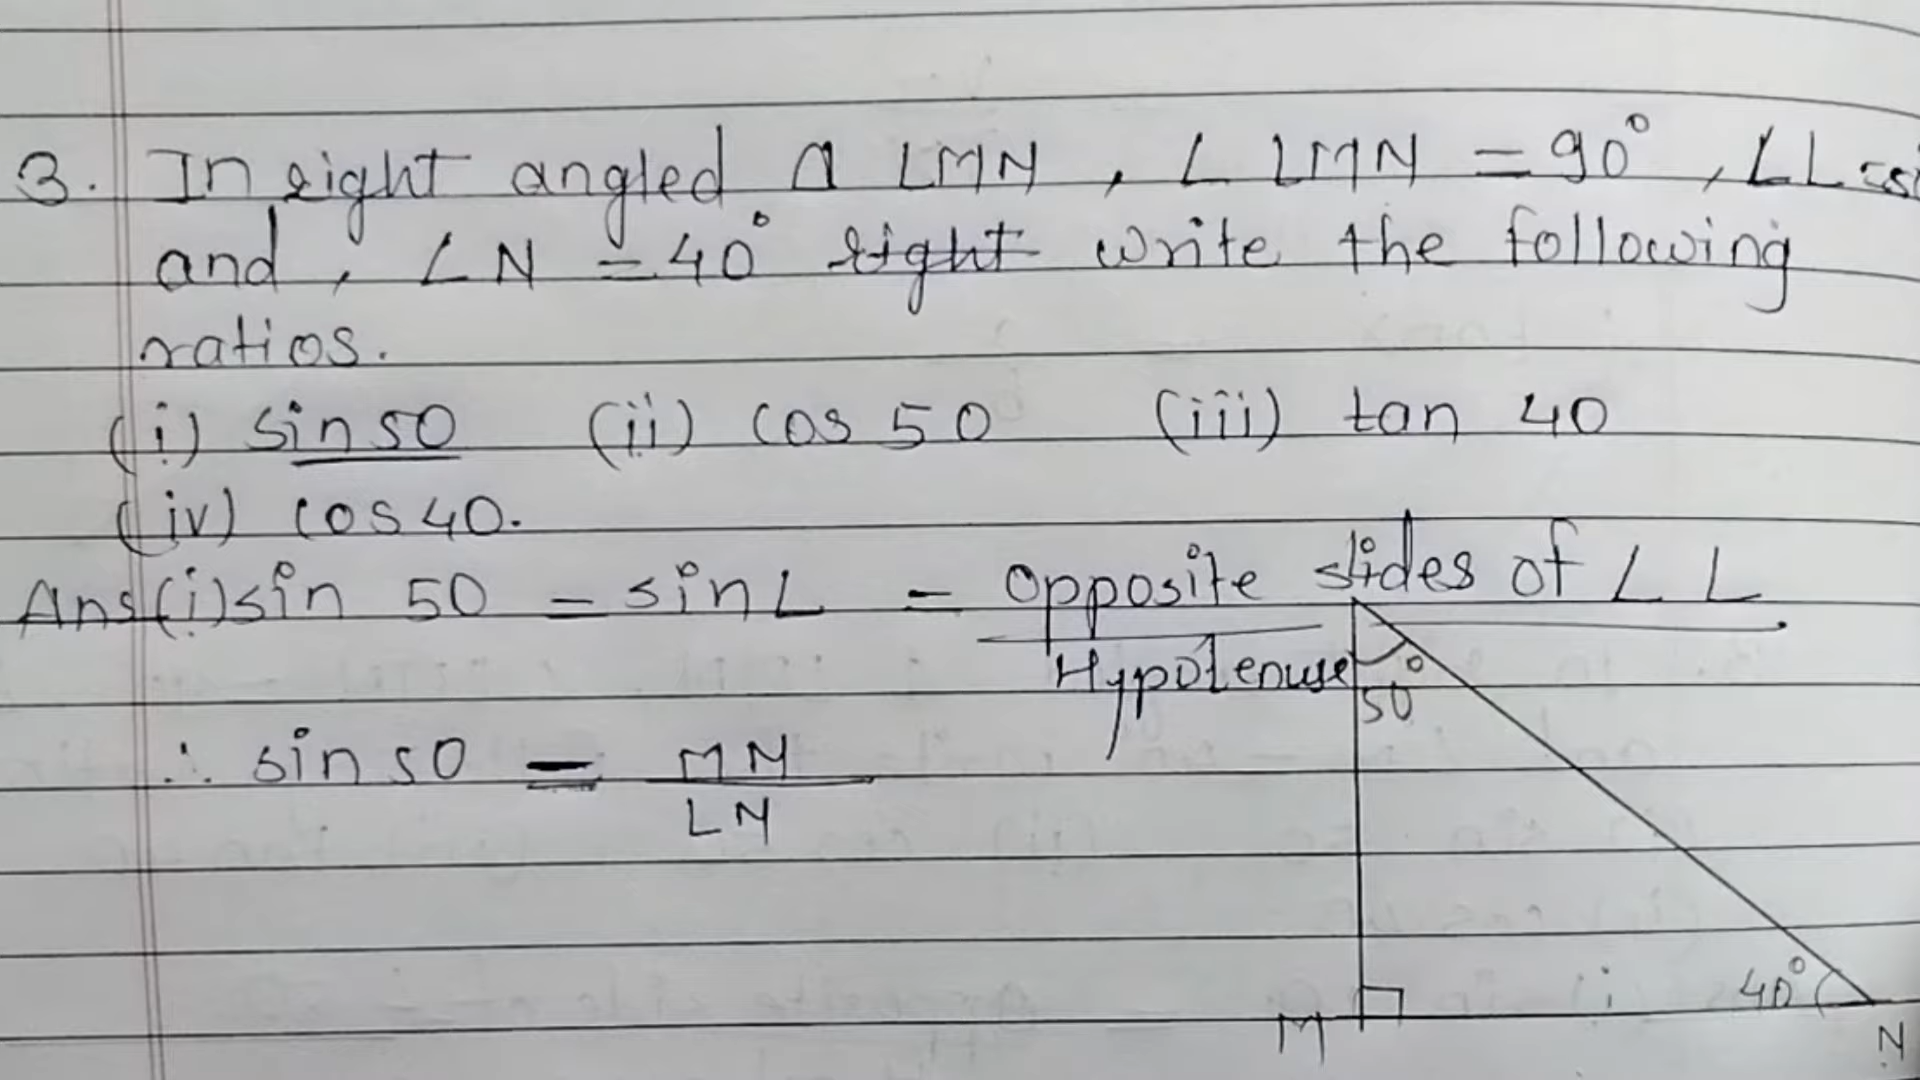 3. In right angled Δ LMN, ∠ LMN = 90°, ∠L =
and, ∠N = 40° right write the following
ratios.
(i) sin 50 (ii) cos 50 (iii) tan 40
(iv) cos 40.
Ans (i) sin 50 = sin L = Opposite sides of ∠ L
Hypotenuse
50°
∴ sin 50 = MN
LN
40°
M
N